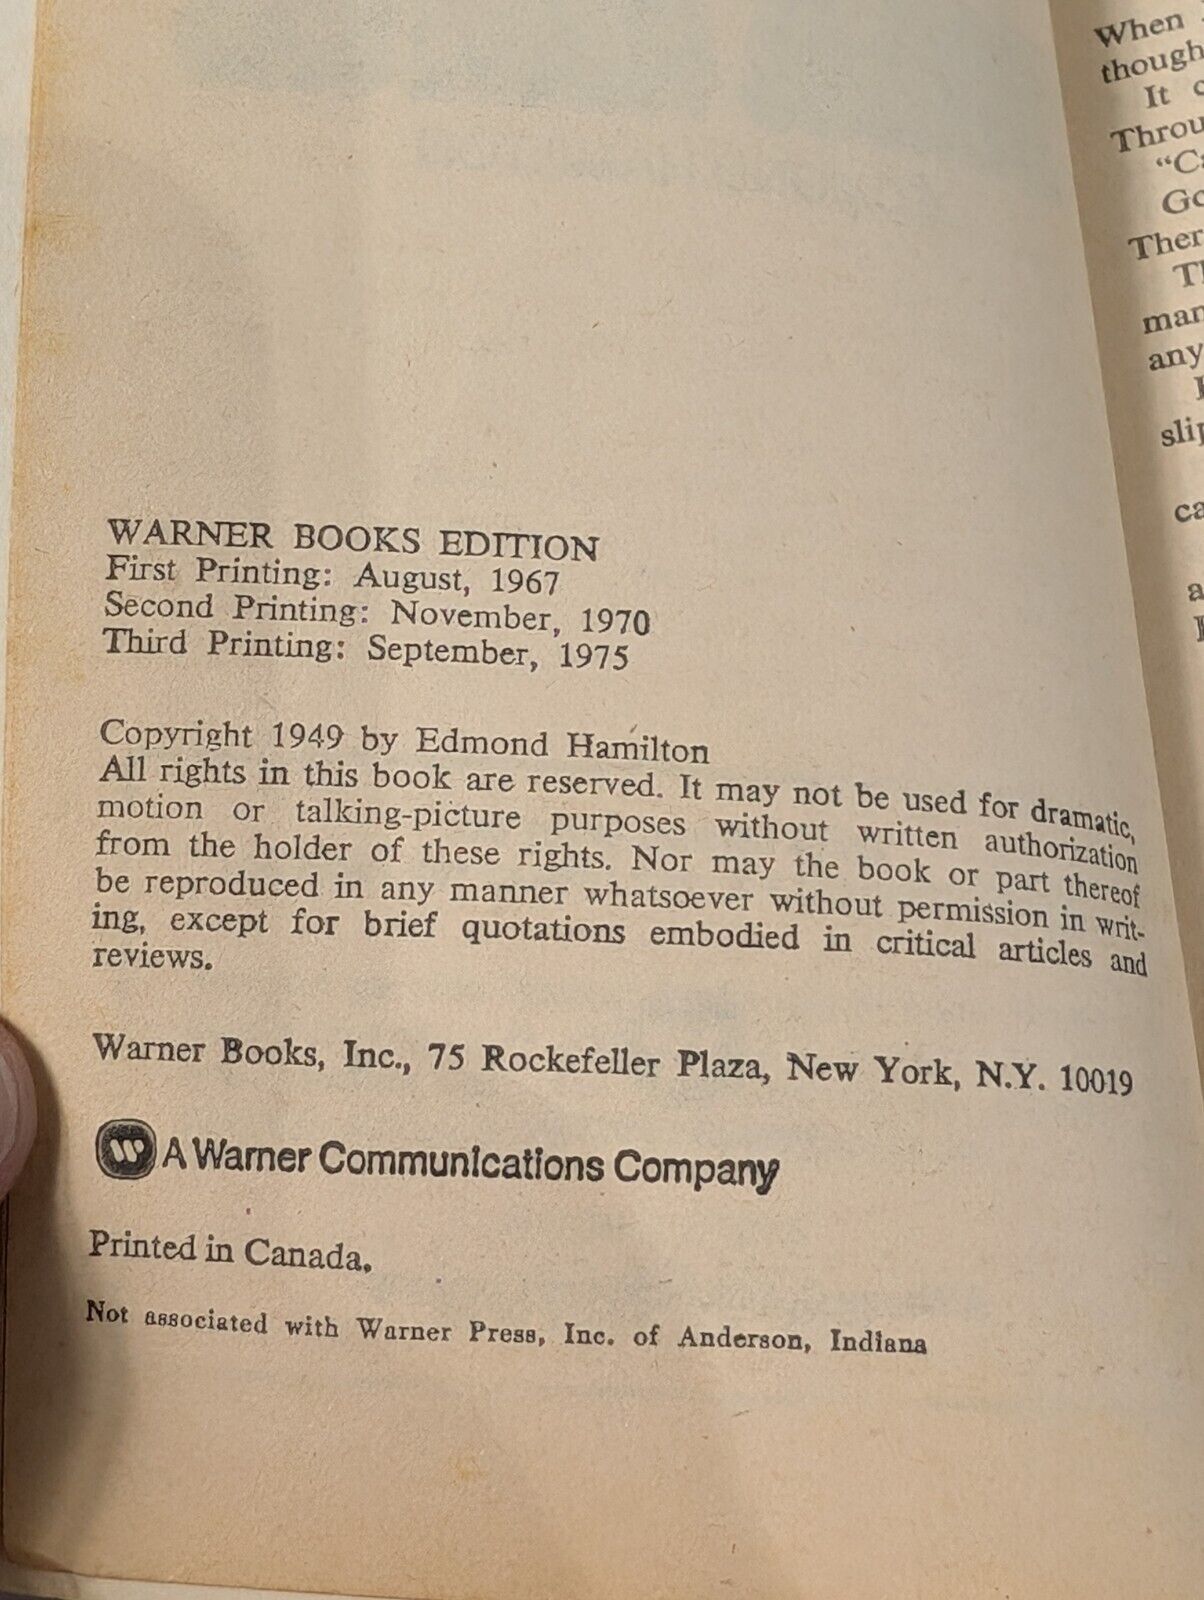 WARNER BOOKS EDITION
First Printing: August, 1967
Second Printing: November, 1970
Third Printing: September, 1975
Copyright 1949 by Edmond Hamilton
All rights in this book are reserved. It may not be used for dramatic,
motion or talking-picture purposes without written authorization
from the holder of these rights. Nor may the book or part thereof
be reproduced in any manner whatsoever without permission in writ-
ing, except for brief quotations embodied in critical articles and
reviews.
Warner Books, Inc., 75 Rockefeller Plaza, New York, N.Y. 10019
A Warner Communications Company
Printed in Canada.
Not associated with Warner Press, Inc. of Anderson, Indiana
When
though
It
Throu
"Ca
Go
Ther
Th
man
any
slip
ca
a